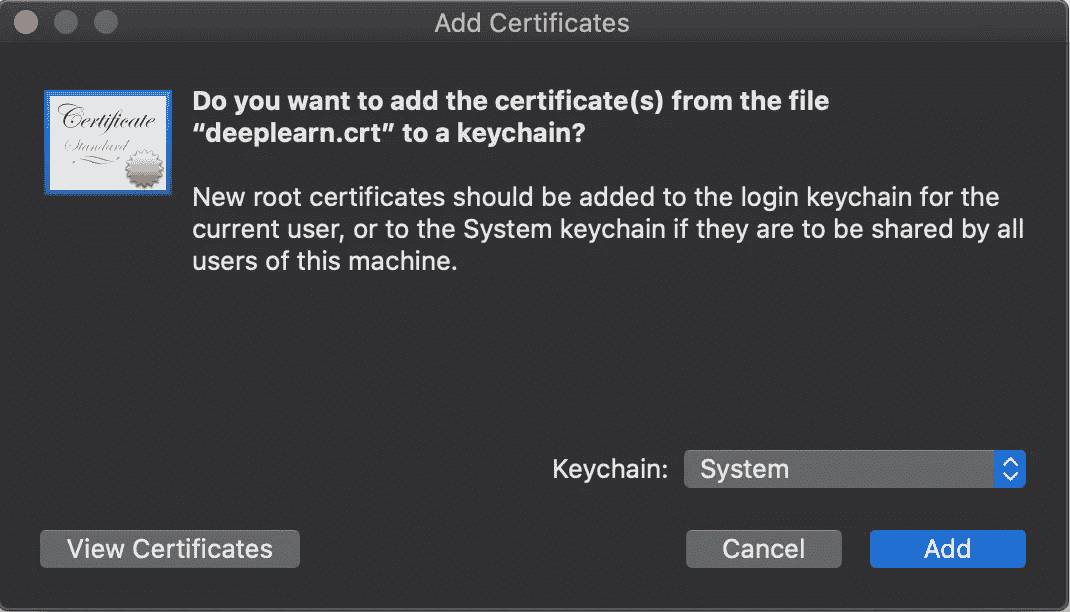 Add Certificates
Certificate
Standard
Do you want to add the certificate(s) from the file
“deeplearn.crt” to a keychain?
New root certificates should be added to the login keychain for the
current user, or to the System keychain if they are to be shared by all
users of this machine.
Keychain: System
View Certificates Cancel Add